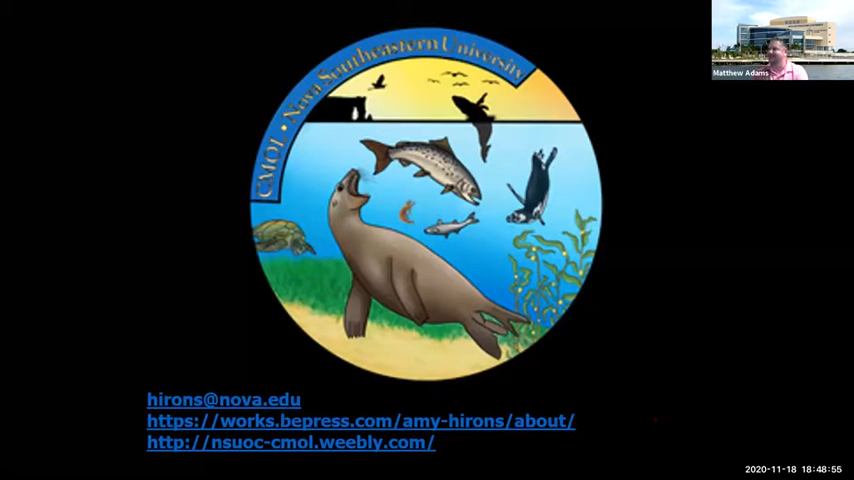 CMOL • Nova Southeastern University
Matthew Adams
hirons@nova.edu
https://works.bepress.com/amy-hirons/about/
http://nsuoc-cmol.weebly.com/
2020-11-18 18:48:55